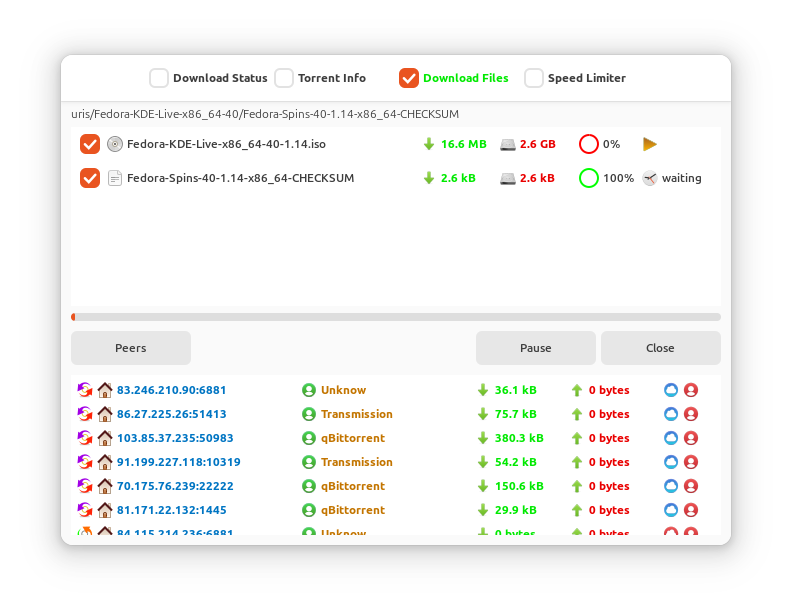 Download Status Torrent Info Download Files Speed Limiter
uris/Fedora-KDE-Live-x86_64-40/Fedora-Spins-40-1.14-x86_64-CHECKSUM
Fedora-KDE-Live-x86_64-40-1.14.iso 16.6 MB 2.6 GB 0%
Fedora-Spins-40-1.14-x86_64-CHECKSUM 2.6 kB 2.6 kB 100% waiting
Peers Pause Close
83.246.210.90:6881 Unknow 36.1 kB 0 bytes
86.27.225.26:51413 Transmission 75.7 kB 0 bytes
103.85.37.235:50983 qBittorrent 380.3 kB 0 bytes
91.199.227.118:10319 Transmission 54.2 kB 0 bytes
70.175.76.239:22222 qBittorrent 150.6 kB 0 bytes
81.171.22.132:1445 qBittorrent 29.9 kB 0 bytes
84.115.214.236:6881 Unknow 0 bytes 0 bytes